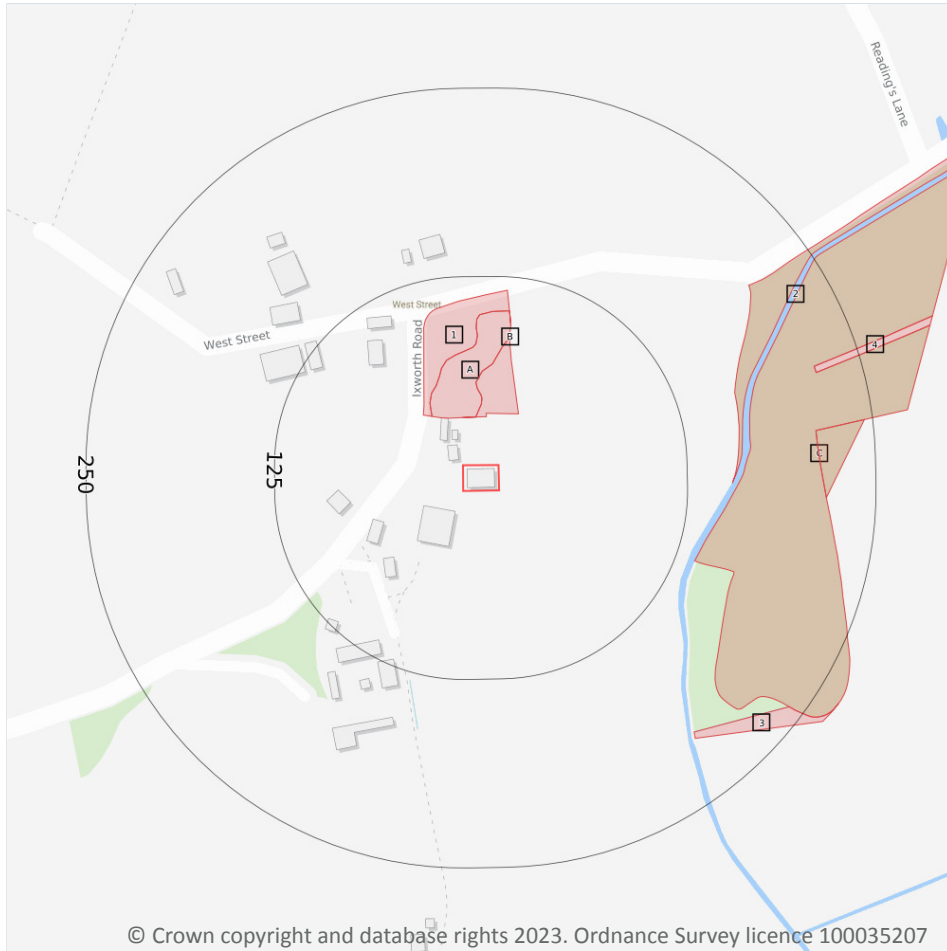 Reading's Lane
2
West Street
1
B
Ixworth Road
West Street
4
A
C
250
125
3
© Crown copyright and database rights 2023. Ordnance Survey licence 100035207